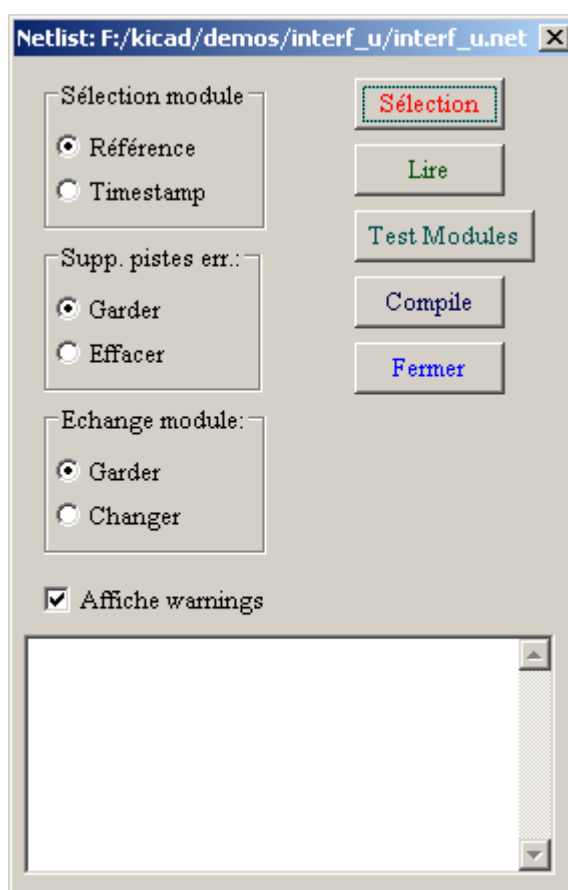 Netlist: F:/kicad/demos/interf_u/interf_u.net
Sélection module
Référence
Timestamp
Supp. pistes err.:
Garder
Effacer
Echange module:
Garder
Changer
Affiche warnings
Sélection
Lire
Test Modules
Compile
Fermer